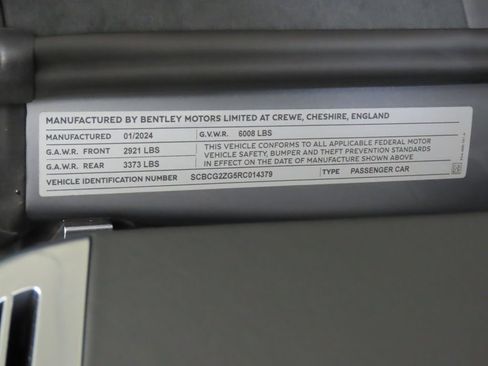 MANUFACTURED BY BENTLEY MOTORS LIMITED AT CREWE, CHESHIRE, ENGLAND
MANUFACTURED 01/2024 G.V.W.R. 6008 LBS
G.A.W.R. FRONT 2921 LBS
G.A.W.R. REAR 3373 LBS
THIS VEHICLE CONFORMS TO ALL APPLICABLE FEDERAL MOTOR
VEHICLE SAFETY, BUMPER AND THEFT PREVENTION STANDARDS
IN EFFECT ON THE DATE OF MANUFACTURE SHOWN ABOVE.
VEHICLE IDENTIFICATION NUMBER SCBCG2ZG5RC014379 TYPE PASSENGER CAR